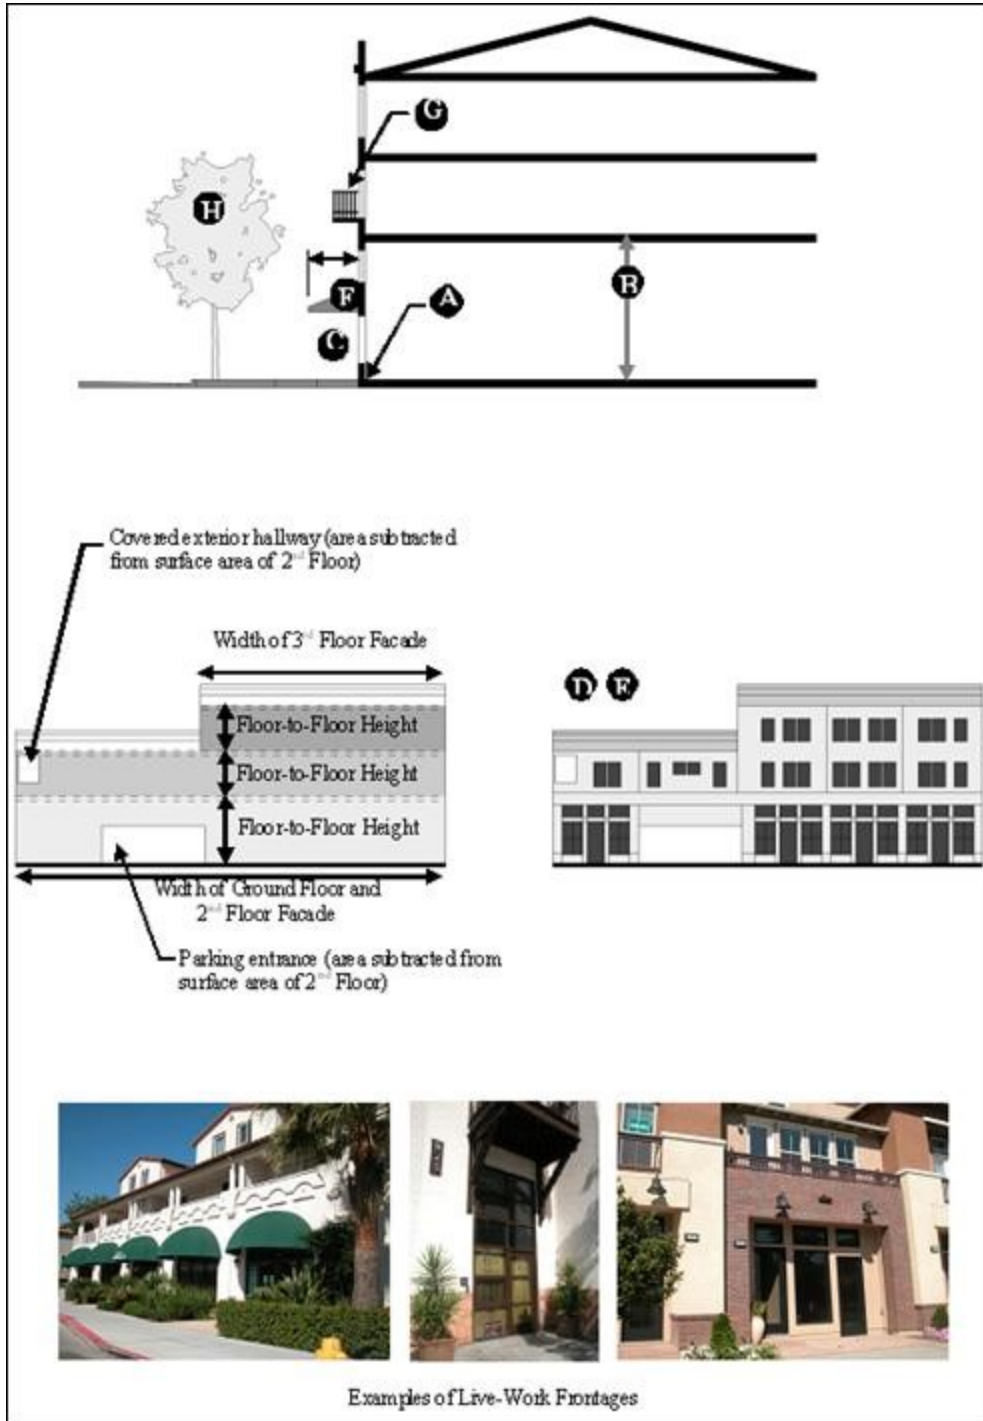 G
H
B
F
A
C
Covered exterior hallway (area subtracted
from surface area of 2nd Floor)
Width of 3rd Floor Facade
D E
Floor-to-Floor Height
Floor-to-Floor Height
Floor-to-Floor Height
Width of Ground Floor and
2nd Floor Facade
Parking entrance (area subtracted from
surface area of 2nd Floor)
Examples of Live-Work Frontages